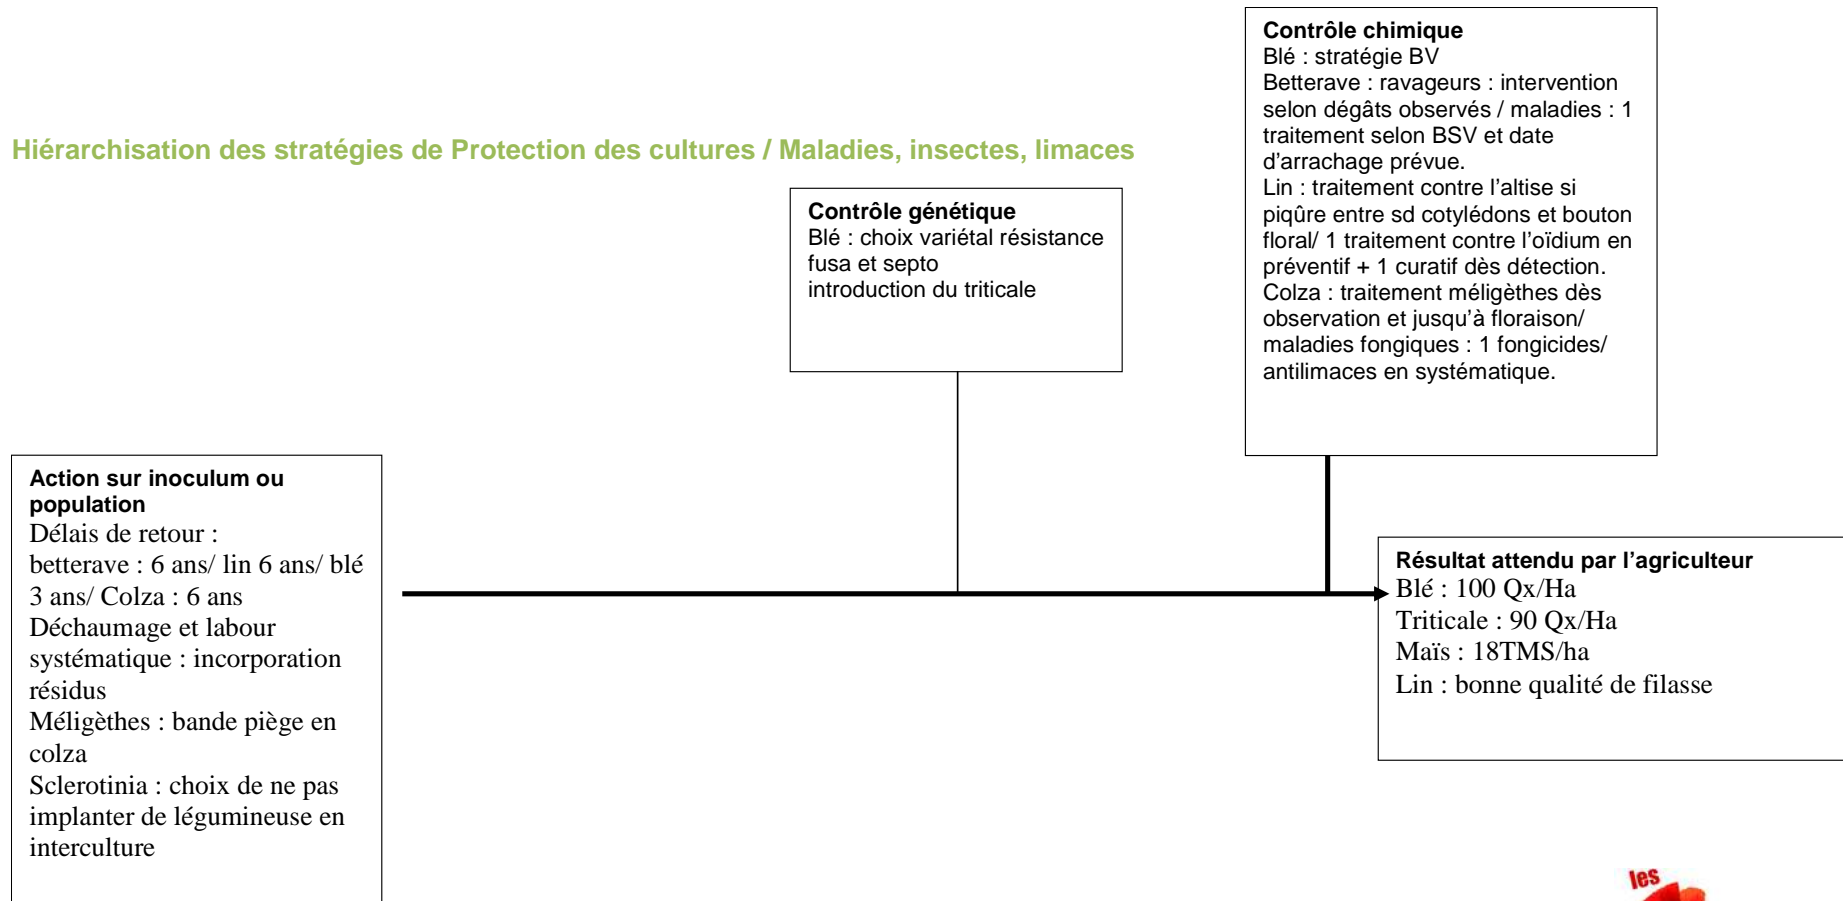 Hiérarchisation des stratégies de Protection des cultures / Maladies, insectes, limaces
Contrôle chimique
Blé : stratégie BV
Betterave : ravageurs : intervention
selon dégâts observés / maladies : 1
traitement selon BSV et date
d'arrachage prévue.
Lin : traitement contre l'altise si
piqûre entre sd cotylédons et bouton
floral/ 1 traitement contre l'oïdium en
préventif + 1 curatif dès détection.
Colza : traitement méligèthes dès
observation et jusqu'à floraison/
maladies fongiques : 1 fongicides/
antilimaces en systématique.
Contrôle génétique
Blé : choix variétal résistance
fusa et septo
introduction du triticale
Action sur inoculum ou
population
Délais de retour :
betterave : 6 ans/ lin 6 ans/ blé
3 ans/ Colza : 6 ans
Déchaumage et labour
systématique : incorporation
résidus
Méligèthes : bande piège en
colza
Sclerotinia : choix de ne pas
implanter de légumineuse en
interculture
Résultat attendu par l'agriculteur
Blé : 100 Qx/Ha
Triticale : 90 Qx/Ha
Maïs : 18TMS/ha
Lin : bonne qualité de filasse
les